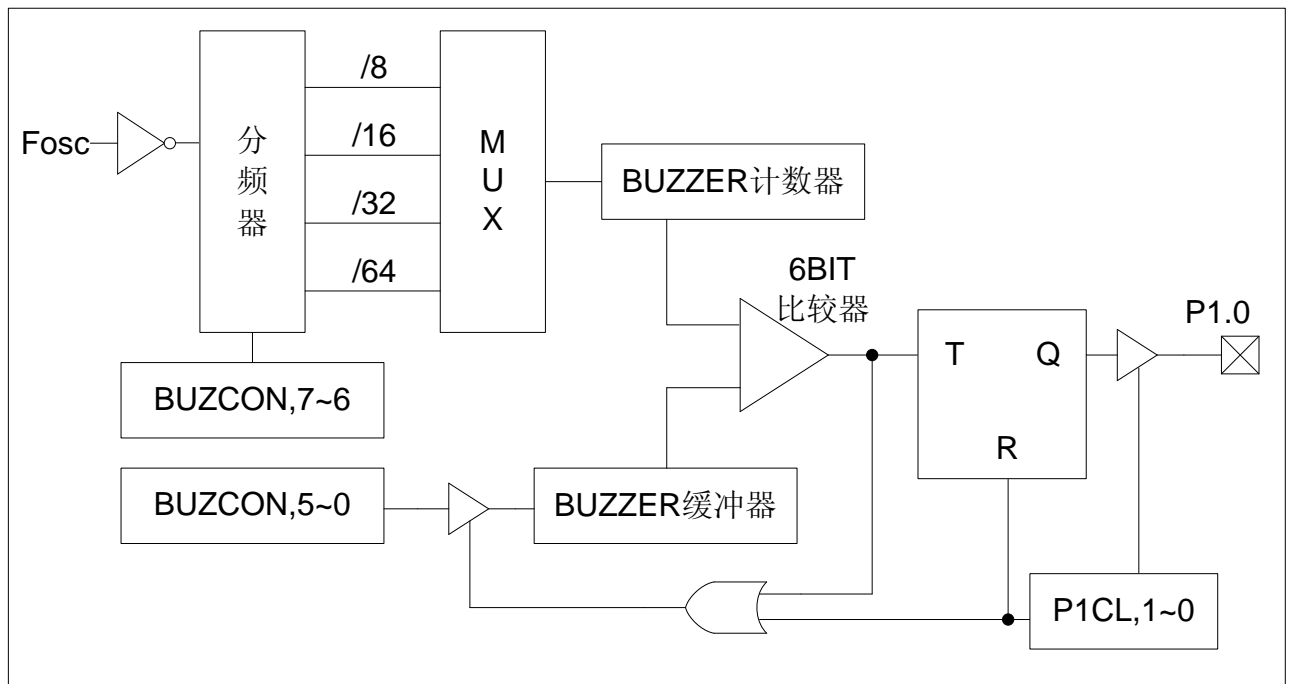 /8
Fosc
分
频
器
/16
/32
/64
M
U
X
BUZZER计数器
6BIT
比较器
P1.0
T
Q
R
BUZCON,7~6
BUZCON,5~0
BUZZER缓冲器
P1CL,1~0